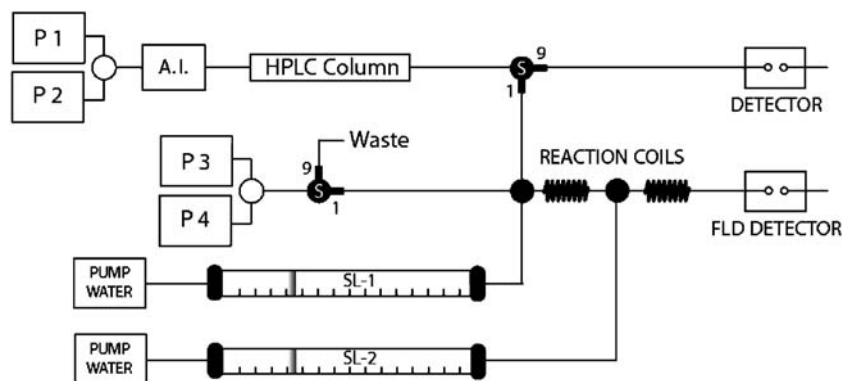 P 1
P 2
A.I.
HPLC Column
S
9
1
DETECTOR
Waste
P 3
P 4
9
S
1
REACTION COILS
FLD DETECTOR
PUMP
WATER
SL-1
PUMP
WATER
SL-2